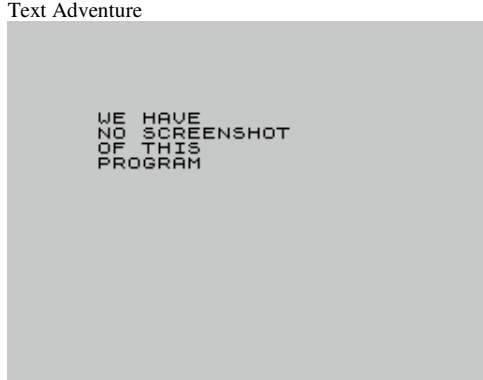 Text Adventure
WE HAVE
NO SCREENSHOT
OF THIS
PROGRAM